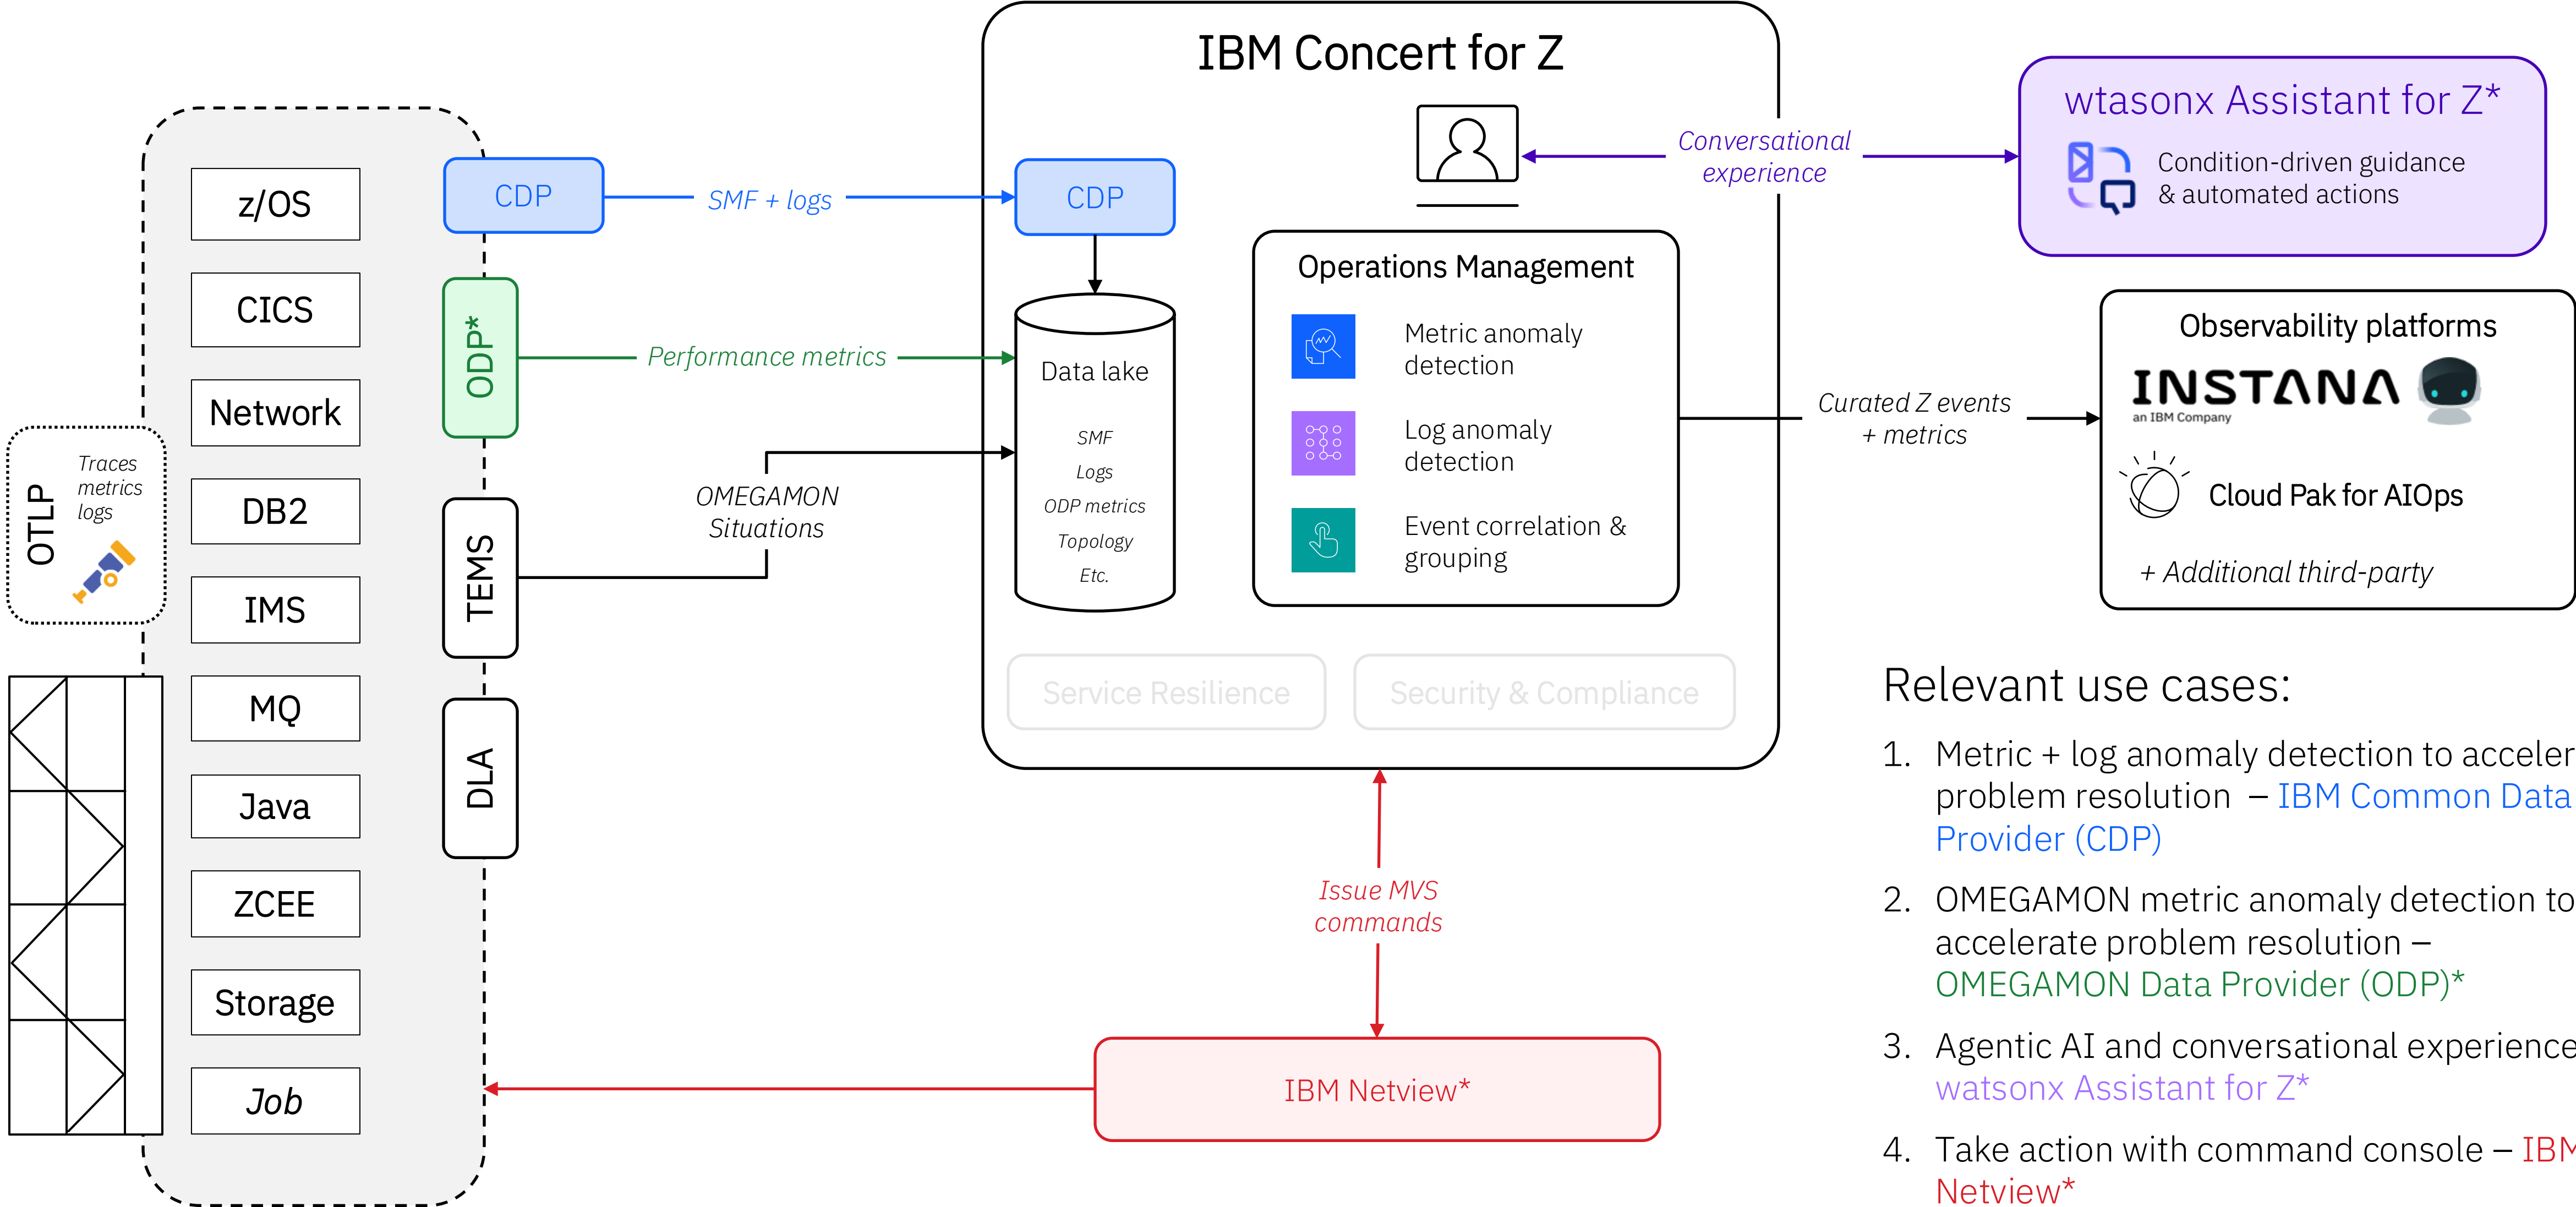 IBM Concert for Z
wtasonx Assistant for Z*
Condition-driven guidance
& automated actions
Conversational
experience
z/OS
CICS
Network
DB2
IMS
MQ
Java
ZCEE
Storage
Job
OTLP
Traces
metrics
logs
CDP
ODP*
TEMS
DLA
SMF + logs
Performance metrics
OMEGAMON
Situations
CDP
Data lake
SMF
Logs
ODP metrics
Topology
Etc.
Operations Management
Metric anomaly
detection
Log anomaly
detection
Event correlation &
grouping
Service Resilience
Security & Compliance
Curated Z events
+ metrics
Observability platforms
INSTANA
an IBM Company
Cloud Pak for AIOps
+ Additional third-party
Issue MVS
commands
IBM Netview*
Relevant use cases:
1. Metric + log anomaly detection to acceler
problem resolution – IBM Common Data
Provider (CDP)
2. OMEGAMON metric anomaly detection to
accelerate problem resolution –
OMEGAMON Data Provider (ODP)*
3. Agentic AI and conversational experience
watsonx Assistant for Z*
4. Take action with command console – IBM
Netview*